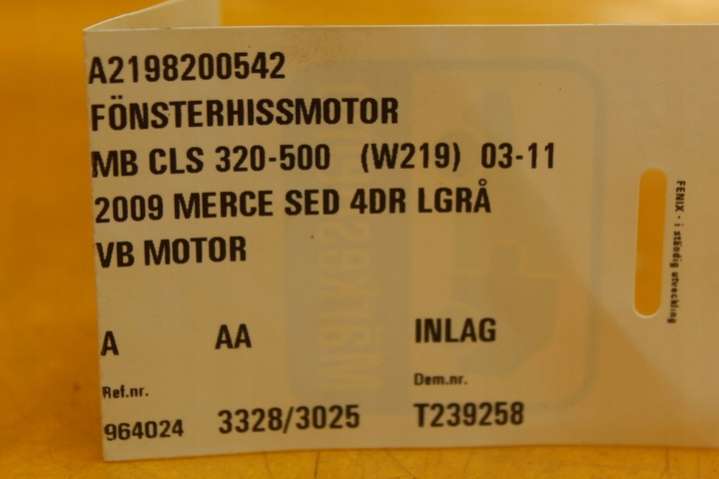 A2198200542
FÖNSTERHISSMOTOR
MB CLS 320-500 (W219) 03-11
2009 MERCE SED 4DR LGRÅ
VB MOTOR
A AA INLAG
Ref.nr. Dem.nr.
964024 3328/3025 T239258
FENIX - i ständig utveckling